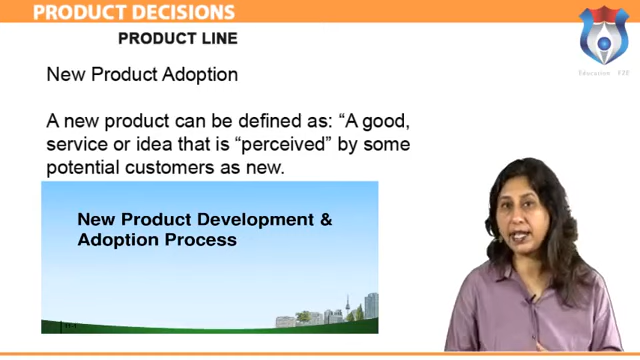 PRODUCT DECISIONS
PRODUCT LINE
New Product Adoption
A new product can be defined as: “A good,
service or idea that is “perceived” by some
potential customers as new.
New Product Development &
Adoption Process